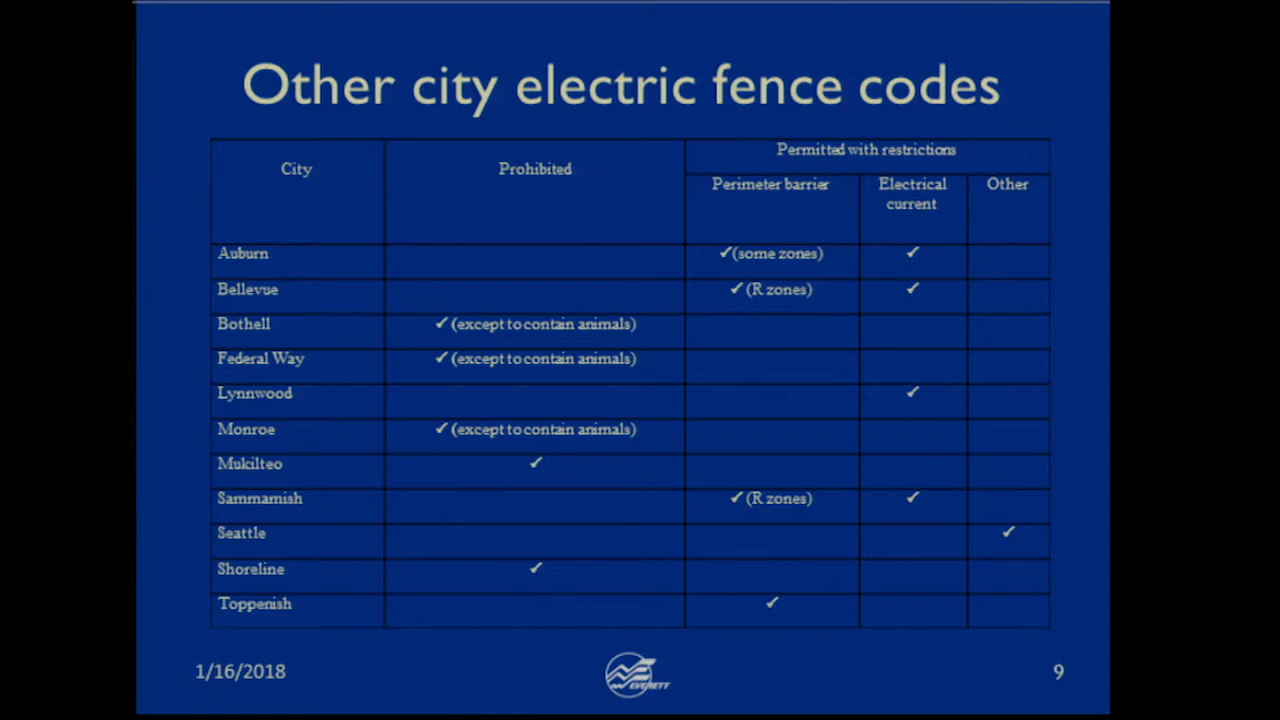 Other city electric fence codes
City Prohibited Permitted with restrictions
Perimeter barrier Electrical current Other
Auburn ✓(some zones) ✓
Bellevue ✓(R zones) ✓
Bothell ✓(except to contain animals)
Federal Way ✓(except to contain animals)
Lynnwood ✓
Monroe ✓(except to contain animals)
Mukilteo ✓
Sammamish ✓(R zones) ✓
Seattle ✓
Shoreline ✓
Toppenish ✓
1/16/2018 EVERETT 9